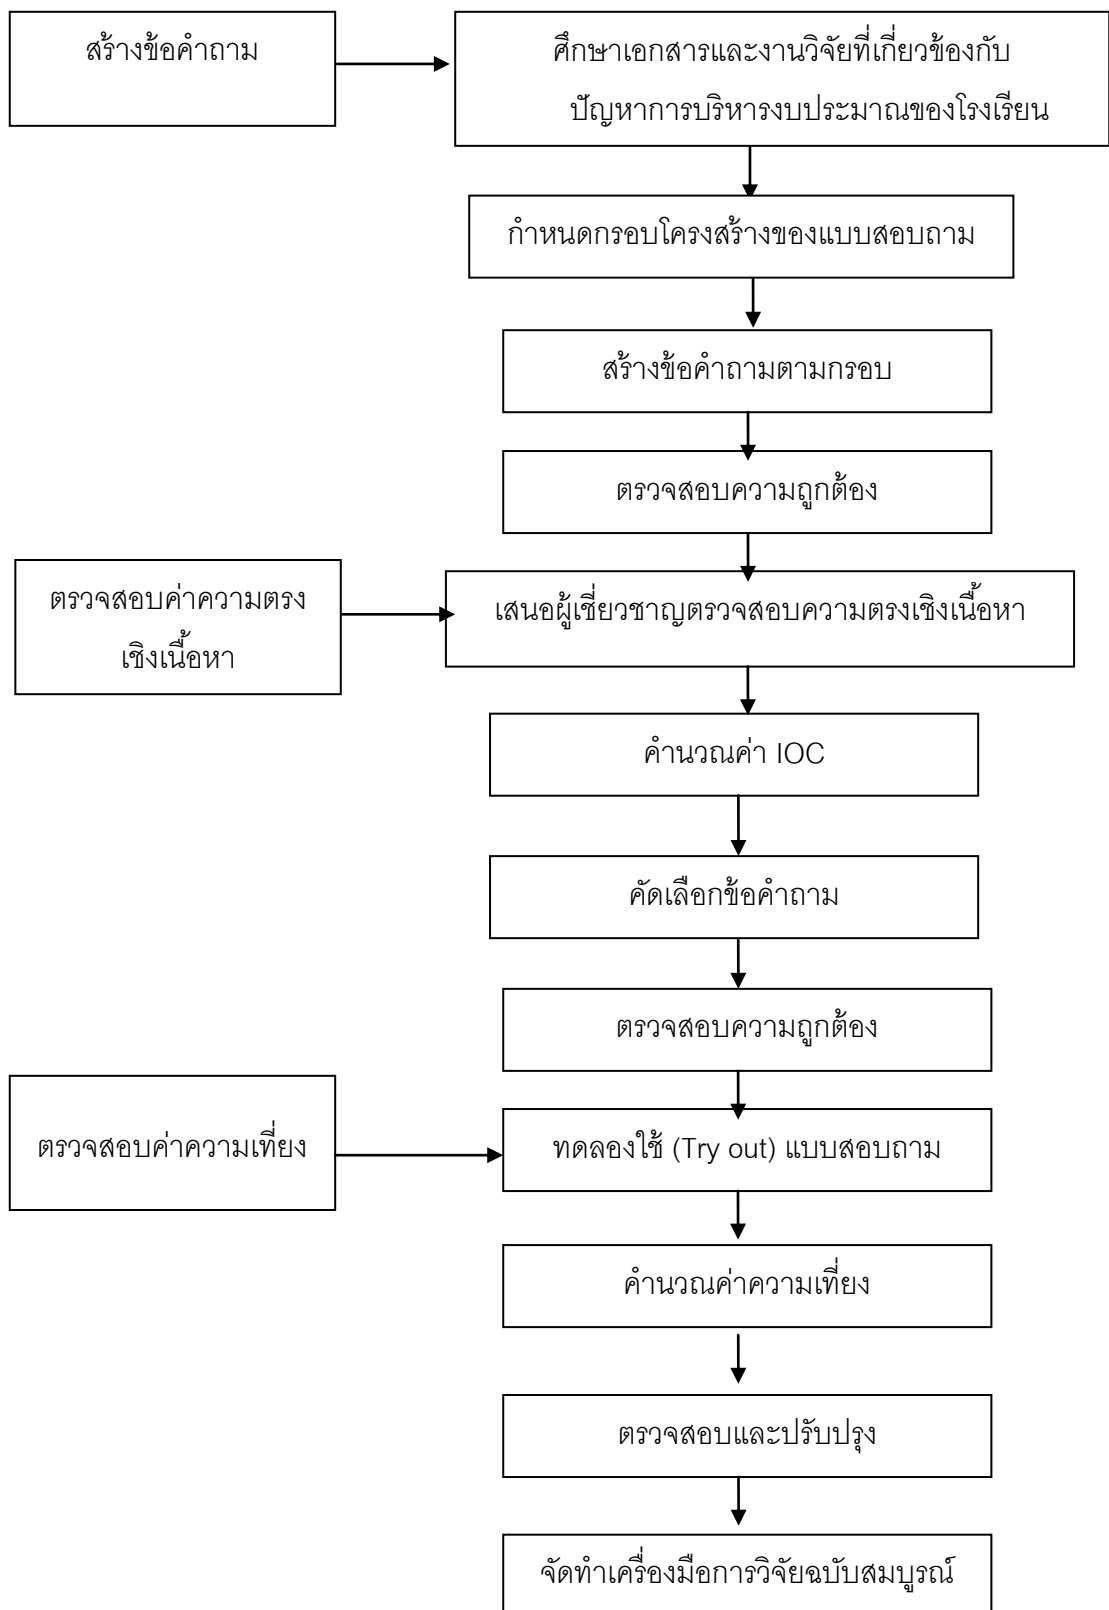 สร้างข้อคำถาม
ศึกษาเอกสารและงานวิจัยที่เกี่ยวข้องกับ
ปัญหาการบริหารงบประมาณของโรงเรียน
กำหนดกรอบโครงสร้างของแบบสอบถาม
สร้างข้อคำถามตามกรอบ
ตรวจสอบความถูกต้อง
ตรวจสอบค่าความตรง
เชิงเนื้อหา
เสนอผู้เชี่ยวชาญตรวจสอบความตรงเชิงเนื้อหา
คำนวณค่า IOC
คัดเลือกข้อคำถาม
ตรวจสอบความถูกต้อง
ตรวจสอบค่าความเที่ยง
ทดลองใช้ (Try out) แบบสอบถาม
คำนวณค่าความเที่ยง
ตรวจสอบและปรับปรุง
จัดทำเครื่องมือการวิจัยฉบับสมบูรณ์